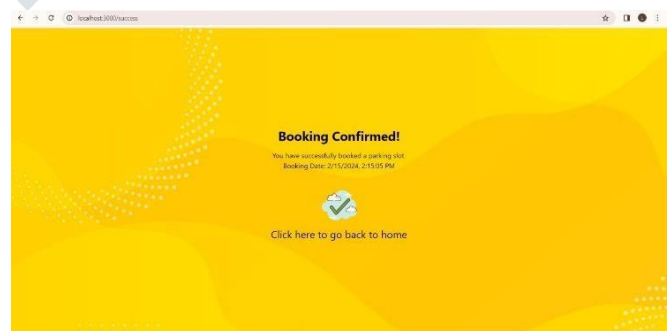 localhost:3000/success
Booking Confirmed!
You have successfully booked a parking slot.
Booking Date: 2/15/2024, 2:15:05 PM
Click here to go back to home